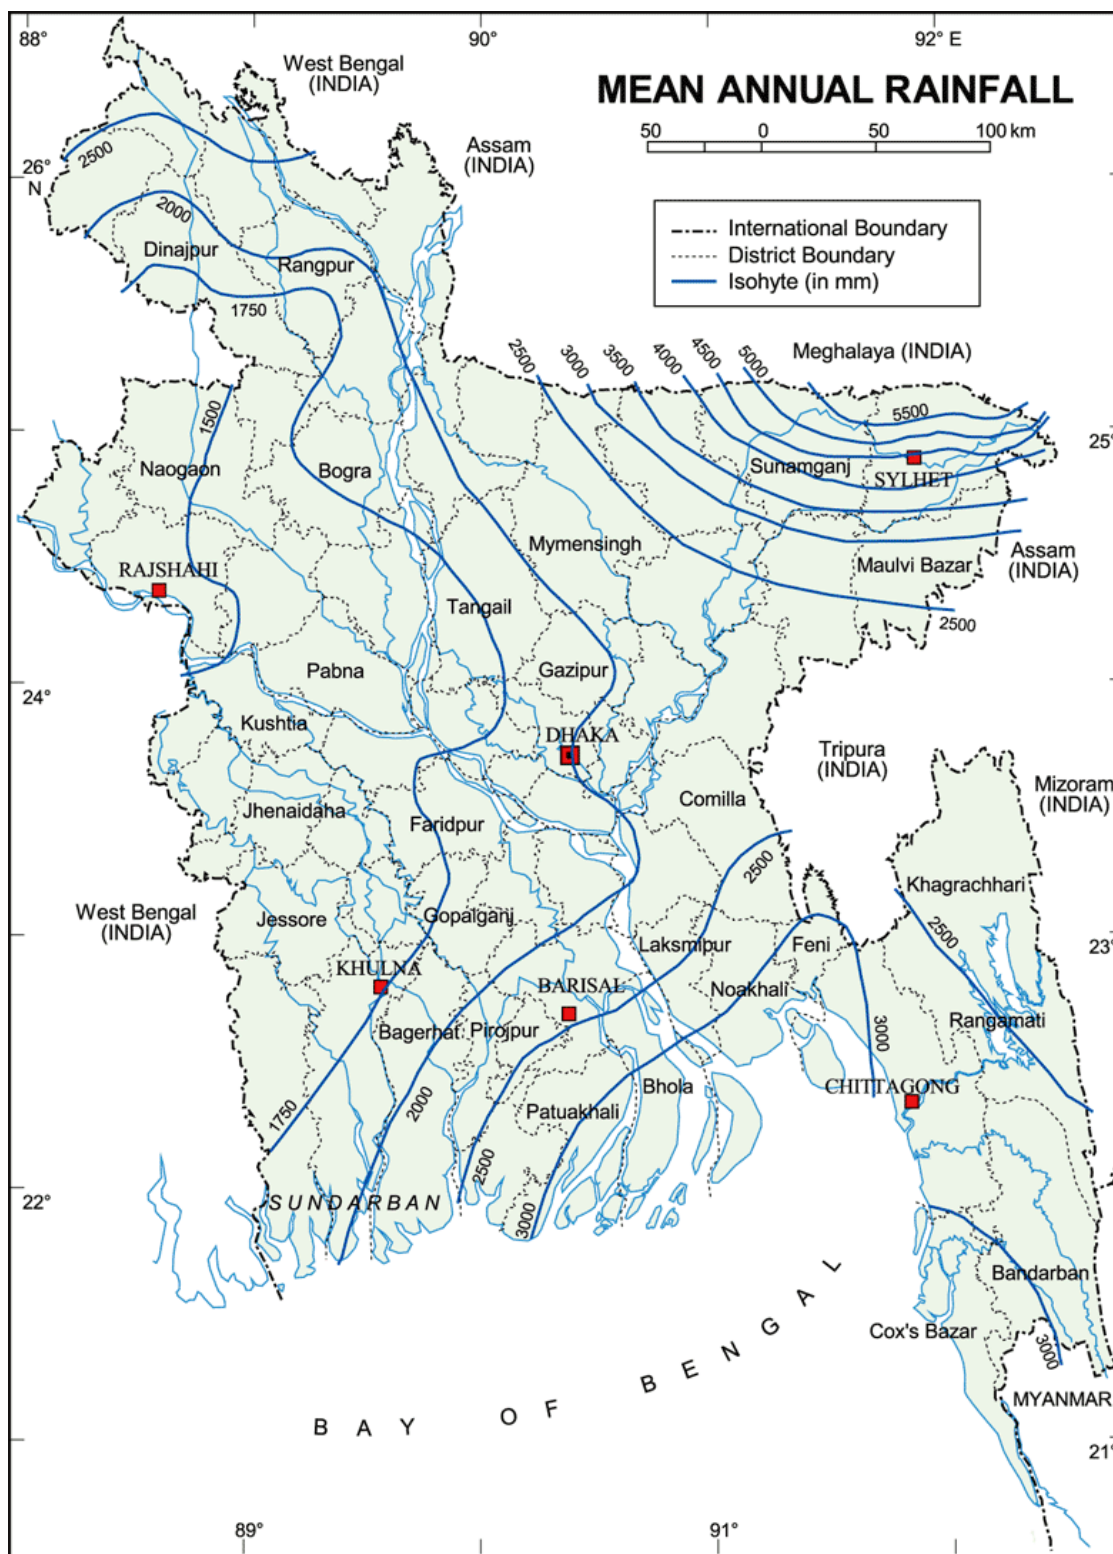 88°
90°
92° E
West Bengal
(INDIA)
MEAN ANNUAL RAINFALL
50
0
50
100 km
Assam
(INDIA)
26°
N
2500
2000
International Boundary
District Boundary
Isohyte (in mm)
Dinajpur
Rangpur
1750
Meghalaya (INDIA)
2500
3000
3500
4000
4500
5000
5500
1500
25°
Naogaon
Bogra
Sunamganj
SYLHET
Mymensingh
Maulvi Bazar
Assam
(INDIA)
RAJSHAHI
Tangail
2500
Pabna
Gazipur
24°
Kushtia
DHAKA
Tripura
(INDIA)
Mizoram
(INDIA)
Jhenaidaha
Faridpur
Comilla
2500
Khagrachhari
West Bengal
(INDIA)
Jessore
Gopalganj
Laksmipur
Feni
2500
23°
KHULNA
BARISAL
Noakhali
Bagerhat
Pirojpur
3000
Rangamati
1750
2000
Patuakhali
Bhola
CHITTAGONG
2500
22°
SUNDARBAN
3000
Bandarban
Cox's Bazar
3000
BAY OF BENGAL
MYANMAR
21°
89°
91°